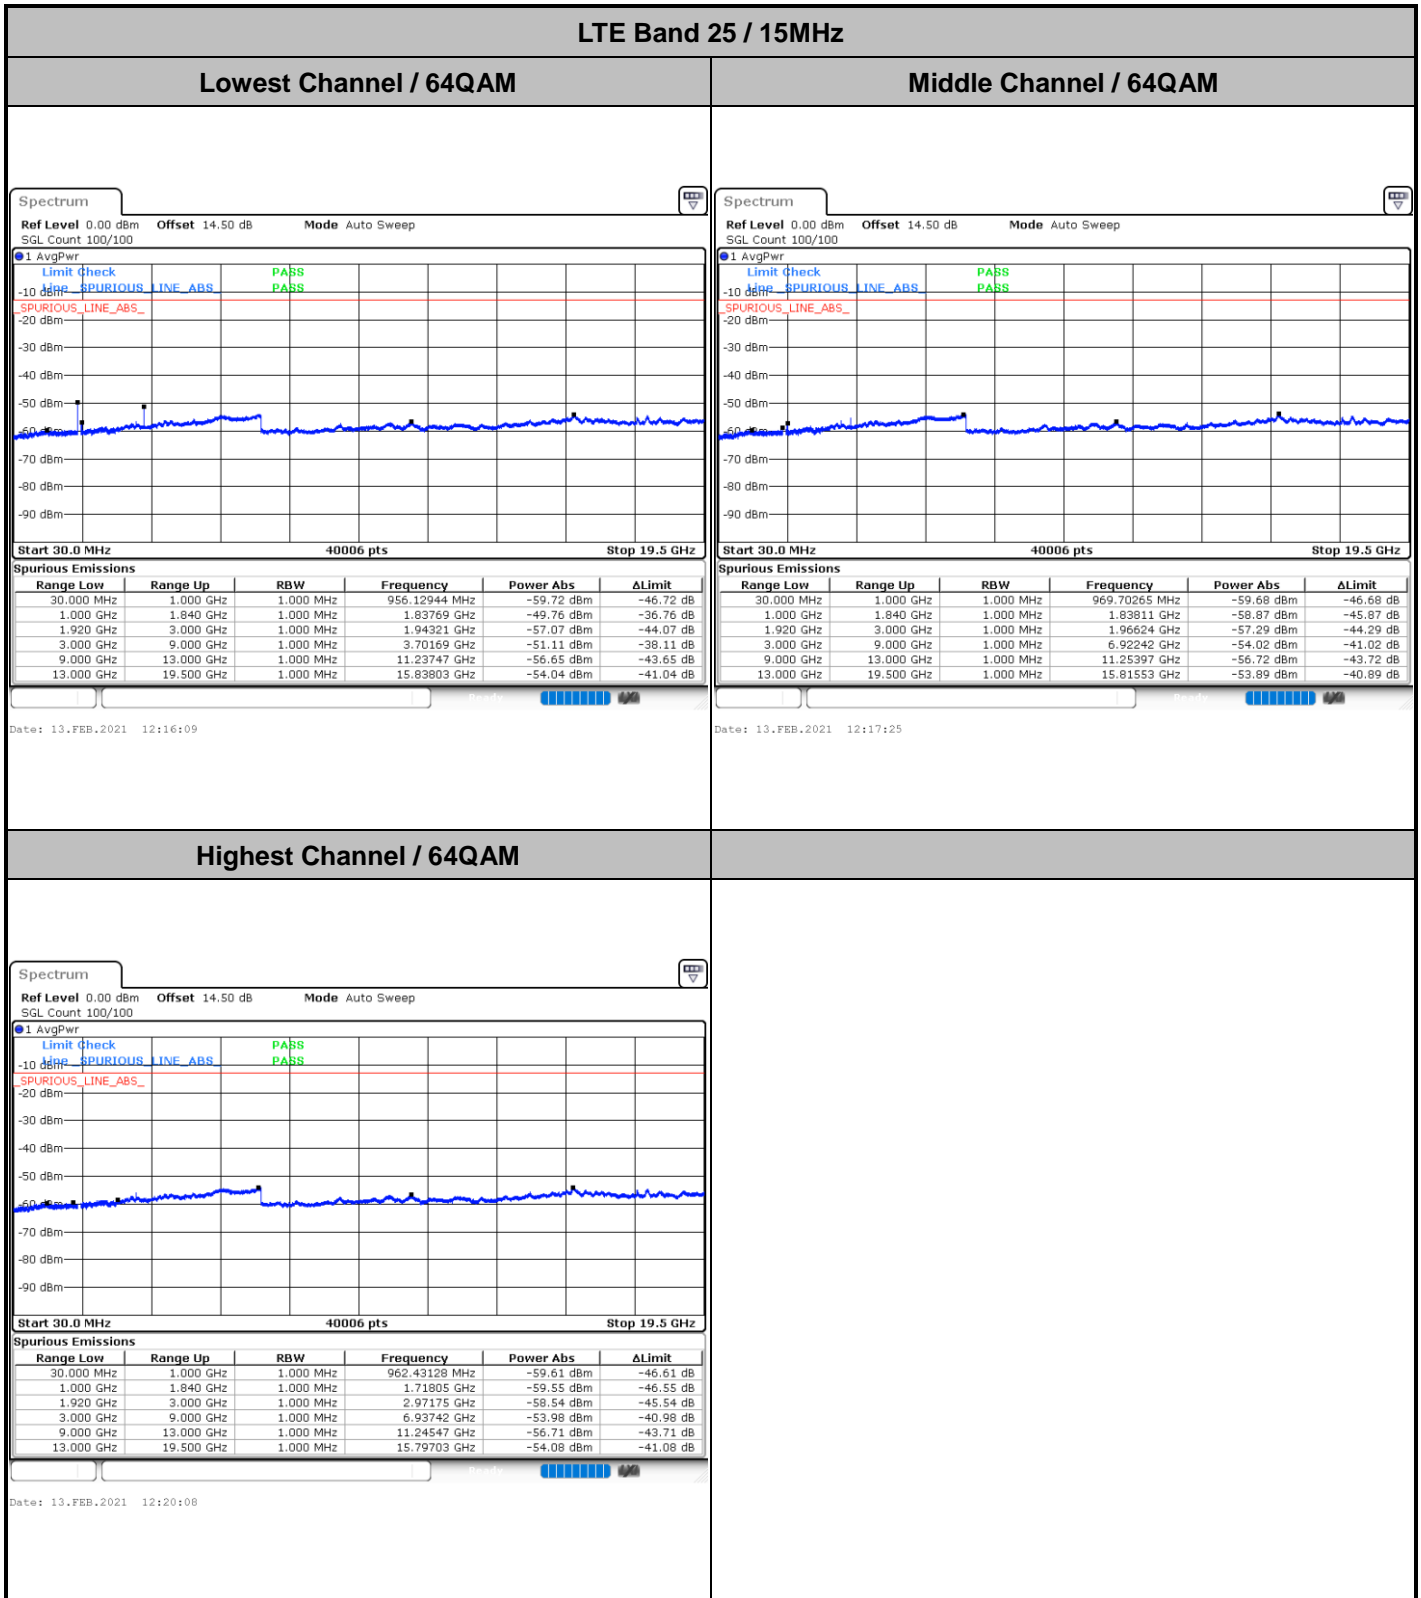 LTE Band 25 / 15MHz
Lowest Channel / 64QAM
Spectrum
Ref Level 0.00 dBm Offset 14.50 dB Mode Auto Sweep
SGL Count 100/100
1 AvgPwr
Limit Check PASS
Line _SPURIOUS_LINE_ABS_ PASS
-10 dBm
_SPURIOUS_LINE_ABS_
-20 dBm
-30 dBm
-40 dBm
-50 dBm
-60 dBm
-70 dBm
-80 dBm
-90 dBm
Start 30.0 MHz 40006 pts Stop 19.5 GHz
Spurious Emissions
Range Low Range Up RBW Frequency Power Abs ΔLimit
30.000 MHz 1.000 GHz 1.000 MHz 956.12944 MHz -59.72 dBm -46.72 dB
1.000 GHz 1.840 GHz 1.000 MHz 1.83769 GHz -49.76 dBm -36.76 dB
1.920 GHz 3.000 GHz 1.000 MHz 1.94321 GHz -57.07 dBm -44.07 dB
3.000 GHz 9.000 GHz 1.000 MHz 3.70169 GHz -51.11 dBm -38.11 dB
9.000 GHz 13.000 GHz 1.000 MHz 11.23747 GHz -56.65 dBm -43.65 dB
13.000 GHz 19.500 GHz 1.000 MHz 15.83803 GHz -54.04 dBm -41.04 dB
Ready
Date: 13.FEB.2021 12:16:09
Middle Channel / 64QAM
Spectrum
Ref Level 0.00 dBm Offset 14.50 dB Mode Auto Sweep
SGL Count 100/100
1 AvgPwr
Limit Check PASS
Line _SPURIOUS_LINE_ABS_ PASS
-10 dBm
_SPURIOUS_LINE_ABS_
-20 dBm
-30 dBm
-40 dBm
-50 dBm
-60 dBm
-70 dBm
-80 dBm
-90 dBm
Start 30.0 MHz 40006 pts Stop 19.5 GHz
Spurious Emissions
Range Low Range Up RBW Frequency Power Abs ΔLimit
30.000 MHz 1.000 GHz 1.000 MHz 969.70265 MHz -59.68 dBm -46.68 dB
1.000 GHz 1.840 GHz 1.000 MHz 1.83811 GHz -58.87 dBm -45.87 dB
1.920 GHz 3.000 GHz 1.000 MHz 1.96624 GHz -57.29 dBm -44.29 dB
3.000 GHz 9.000 GHz 1.000 MHz 6.92242 GHz -54.02 dBm -41.02 dB
9.000 GHz 13.000 GHz 1.000 MHz 11.25397 GHz -56.72 dBm -43.72 dB
13.000 GHz 19.500 GHz 1.000 MHz 15.81553 GHz -53.89 dBm -40.89 dB
Ready
Date: 13.FEB.2021 12:17:25
Highest Channel / 64QAM
Spectrum
Ref Level 0.00 dBm Offset 14.50 dB Mode Auto Sweep
SGL Count 100/100
1 AvgPwr
Limit Check PASS
Line _SPURIOUS_LINE_ABS_ PASS
-10 dBm
_SPURIOUS_LINE_ABS_
-20 dBm
-30 dBm
-40 dBm
-50 dBm
-60 dBm
-70 dBm
-80 dBm
-90 dBm
Start 30.0 MHz 40006 pts Stop 19.5 GHz
Spurious Emissions
Range Low Range Up RBW Frequency Power Abs ΔLimit
30.000 MHz 1.000 GHz 1.000 MHz 962.43128 MHz -59.61 dBm -46.61 dB
1.000 GHz 1.840 GHz 1.000 MHz 1.71805 GHz -59.55 dBm -46.55 dB
1.920 GHz 3.000 GHz 1.000 MHz 2.97175 GHz -58.54 dBm -45.54 dB
3.000 GHz 9.000 GHz 1.000 MHz 6.93742 GHz -53.98 dBm -40.98 dB
9.000 GHz 13.000 GHz 1.000 MHz 11.24547 GHz -56.71 dBm -43.71 dB
13.000 GHz 19.500 GHz 1.000 MHz 15.79703 GHz -54.08 dBm -41.08 dB
Ready
Date: 13.FEB.2021 12:20:08